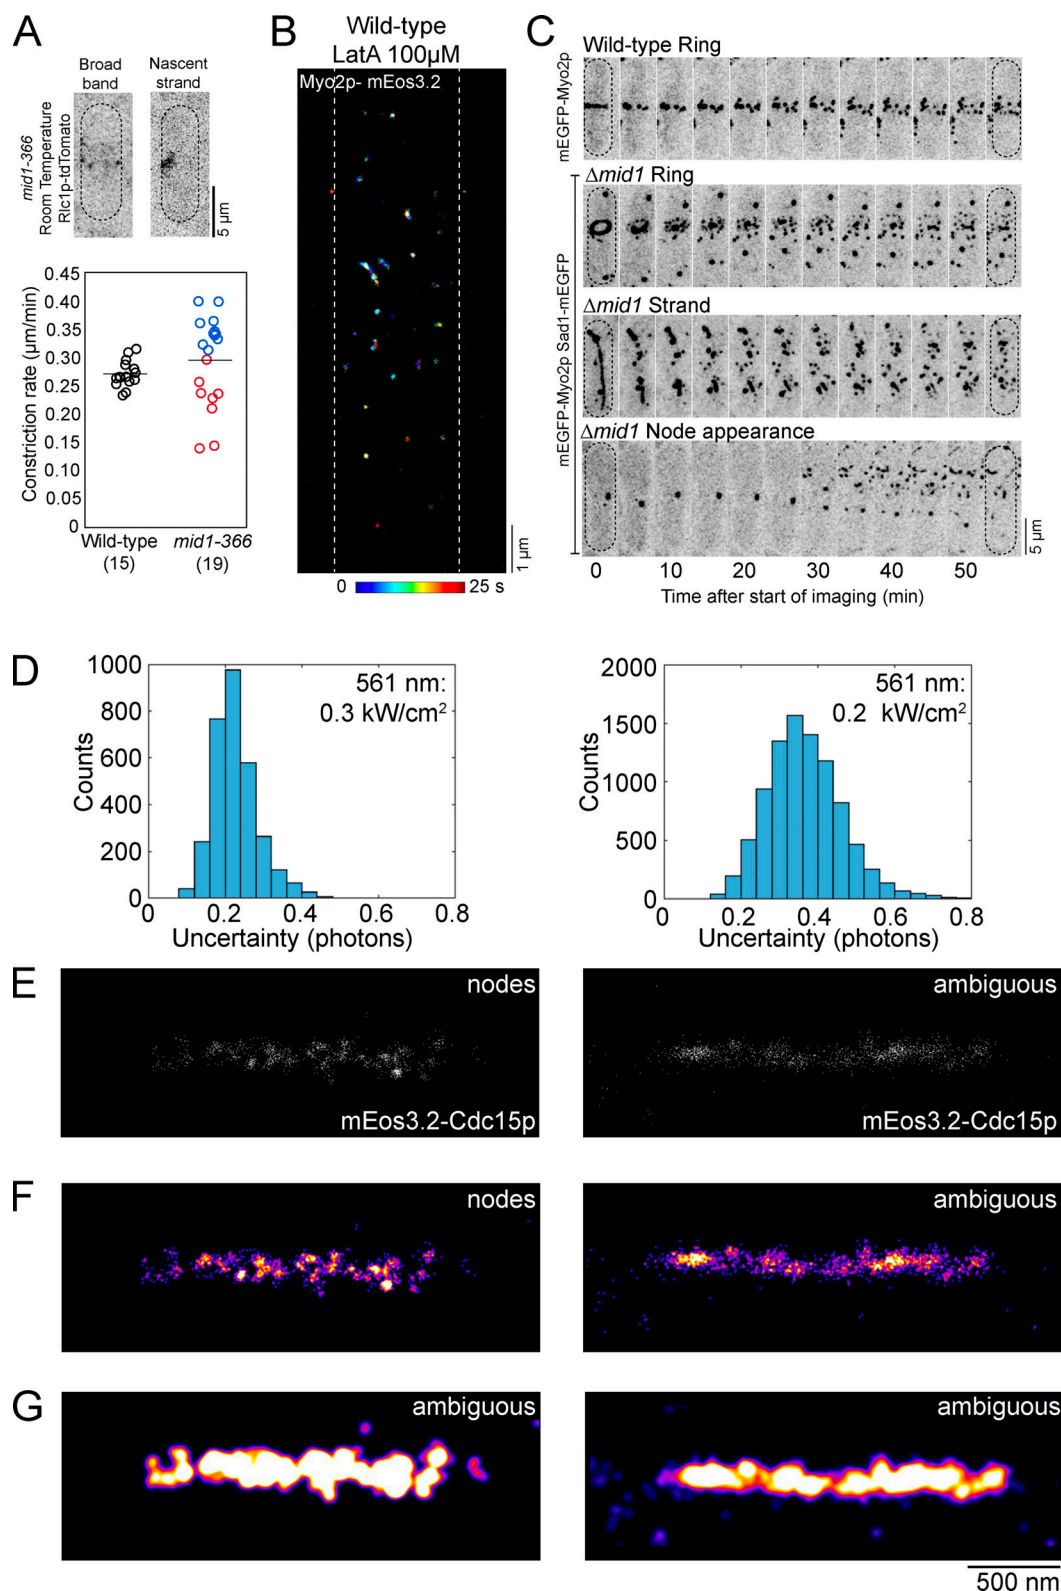 A
Broad
band
Nascent
strand
mid1-366
Room Temperature
Rlc1p-tdTomato
5 µm
Constriction rate (µm/min)
0.45
0.40
0.35
0.30
0.25
0.20
0.15
0.10
0.05
0
Wild-type
(15)
mid1-366
(19)
B
Wild-type
LatA 100µM
Myo2p- mEos3.2
1 µm
0
25 s
C
Wild-type Ring
mEGFP-Myo2p
Δmid1 Ring
Δmid1 Strand
Δmid1 Node appearance
mEGFP-Myo2p Sad1-mEGFP
5 µm
0 10 20 30 40 50
Time after start of imaging (min)
D
561 nm:
0.3 kW/cm²
Counts
1000
800
600
400
200
0
0 0.2 0.4 0.6 0.8
Uncertainty (photons)
561 nm:
0.2 kW/cm²
Counts
2000
1500
1000
500
0
0 0.2 0.4 0.6 0.8
Uncertainty (photons)
E
nodes
mEos3.2-Cdc15p
ambiguous
mEos3.2-Cdc15p
F
nodes
ambiguous
G
ambiguous
ambiguous
500 nm